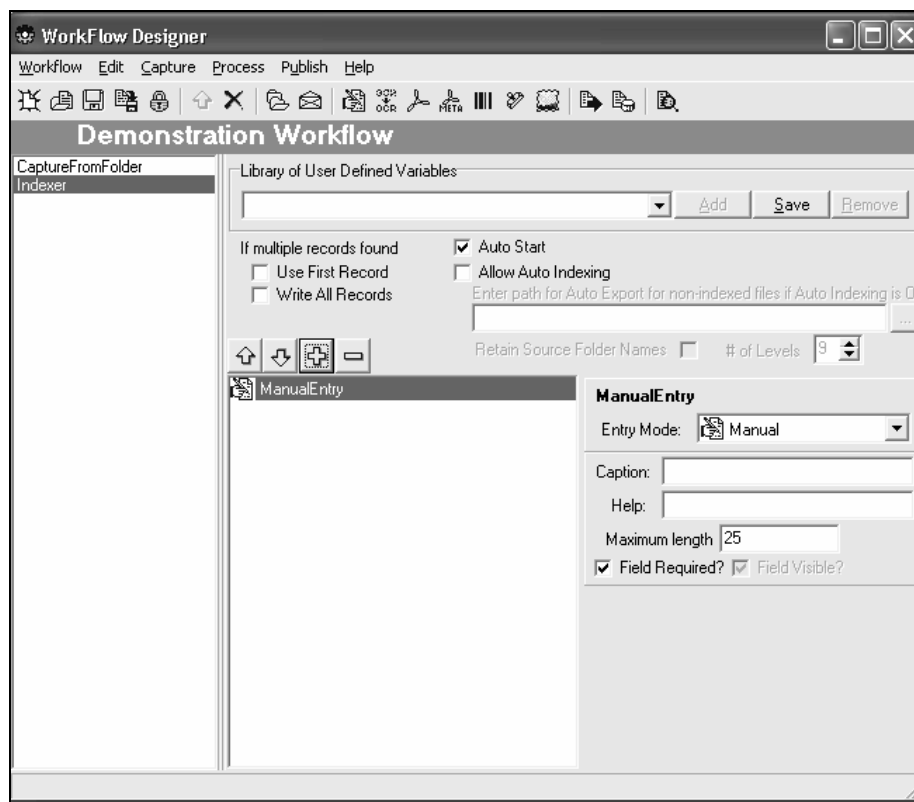 WorkFlow Designer
Workflow Edit Capture Process Publish Help
OCR META
Demonstration Workflow
CaptureFromFolder
Indexer
Library of User Defined Variables
Add Save Remove
If multiple records found
Auto Start
Use First Record
Allow Auto Indexing
Write All Records
Enter path for Auto Export for non-indexed files if Auto Indexing is O
...
Retain Source Folder Names # of Levels 9
ManualEntry
ManualEntry
Entry Mode: Manual
Caption:
Help:
Maximum length 25
Field Required? Field Visible?